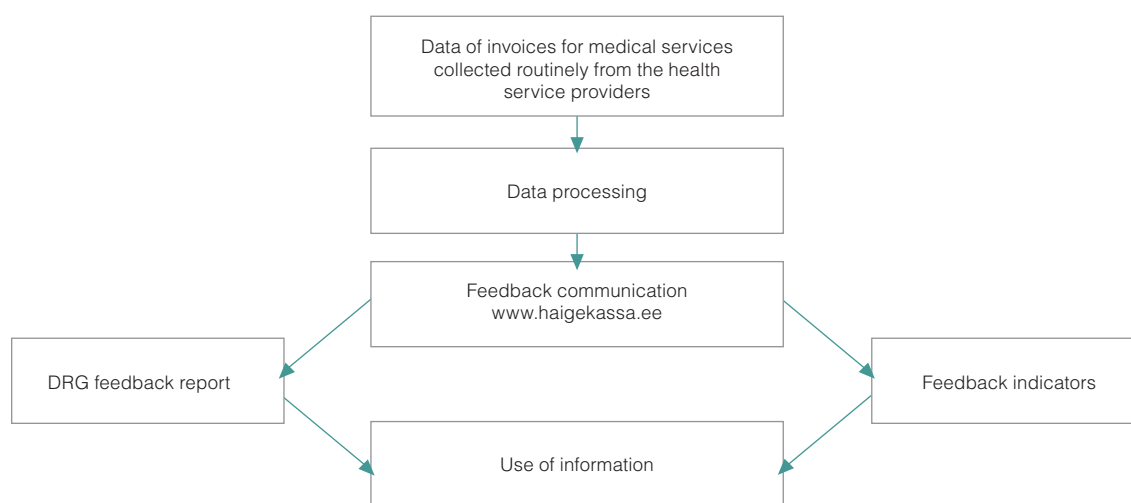 Data of invoices for medical services
collected routinely from the health
service providers
Data processing
Feedback communication
www.haigekassa.ee
DRG feedback report
Feedback indicators
Use of information